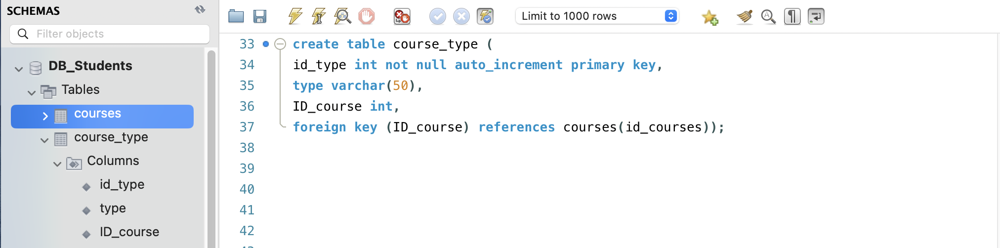 SCHEMAS
Filter objects
DB_Students
Tables
courses
course_type
Columns
id_type
type
ID_course
Limit to 1000 rows
33 create table course_type (
34 id_type int not null auto_increment primary key,
35 type varchar(50),
36 ID_course int,
37 foreign key (ID_course) references courses(id_courses));
38
39
40
41
42